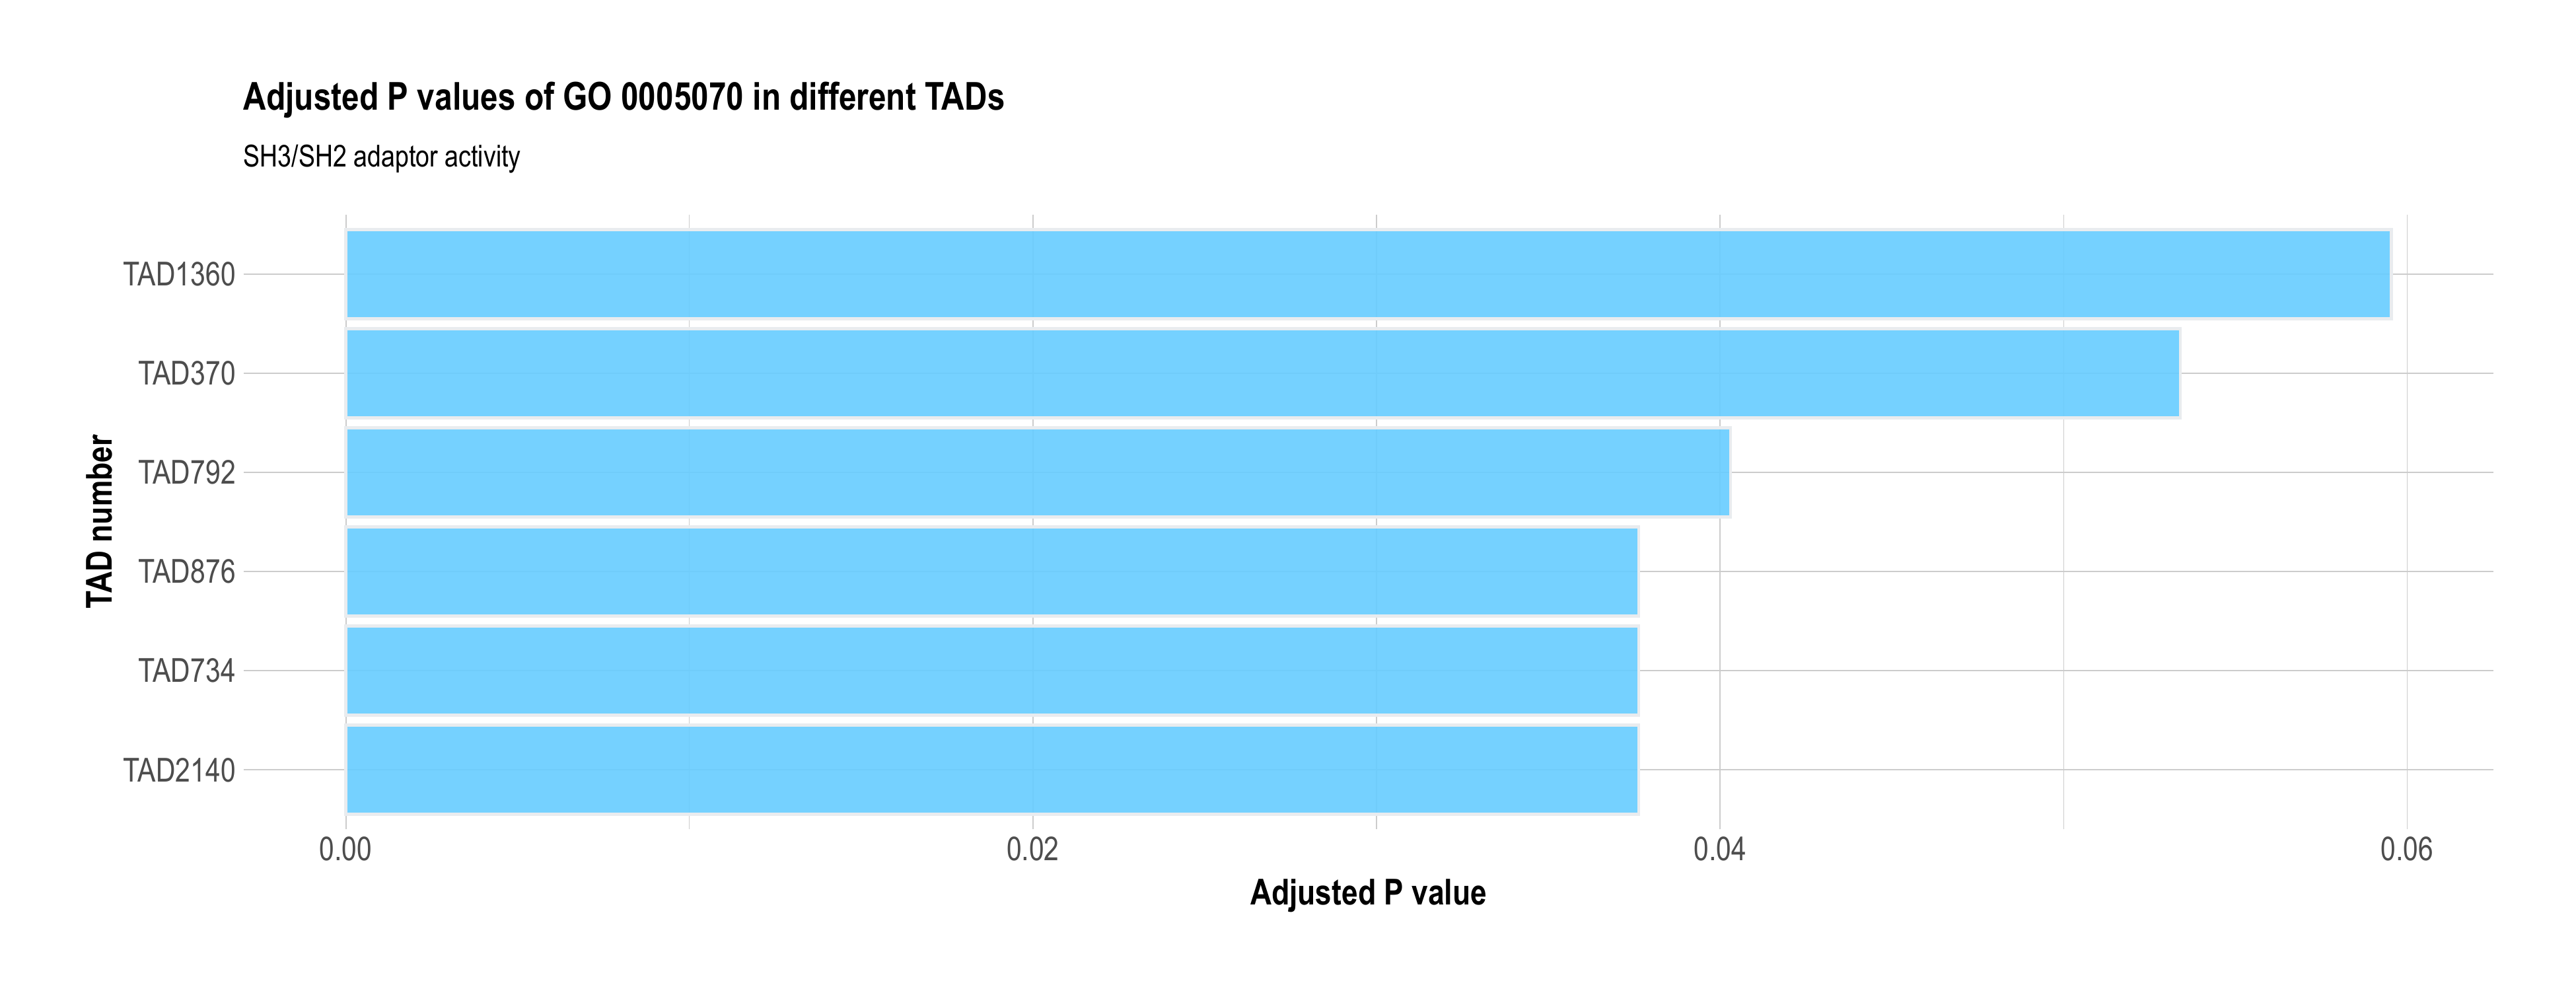 Adjusted P values of GO 0005070 in different TADs
SH3/SH2 adaptor activity
TAD number
TAD1360
TAD370
TAD792
TAD876
TAD734
TAD2140
0.00
0.02
0.04
0.06
Adjusted P value